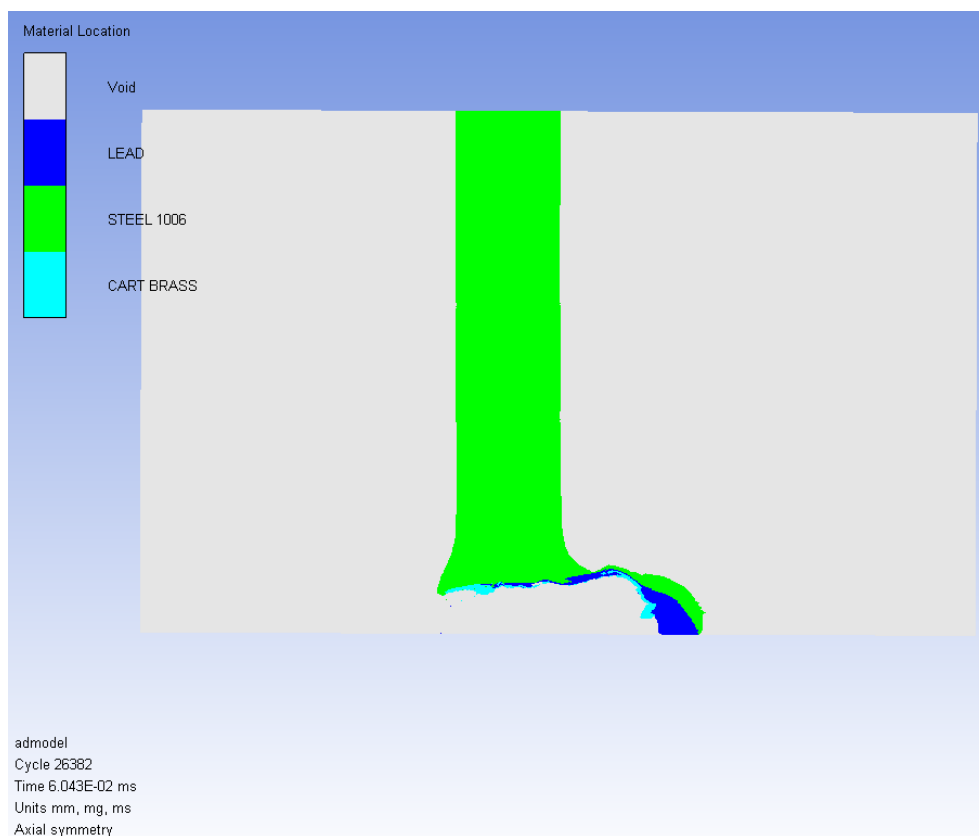 Material Location
Void
LEAD
STEEL 1006
CART BRASS
admodel
Cycle 26382
Time 6.043E-02 ms
Units mm, mg, ms
Axial symmetry